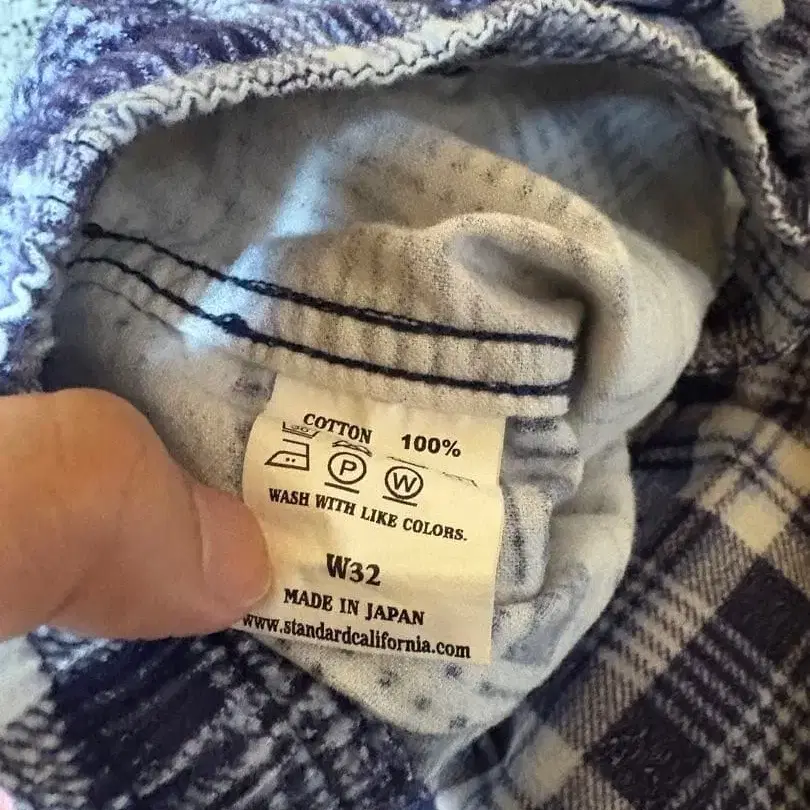 COTTON 100%
P W
WASH WITH LIKE COLORS.
W32
MADE IN JAPAN
www.standardcalifornia.com